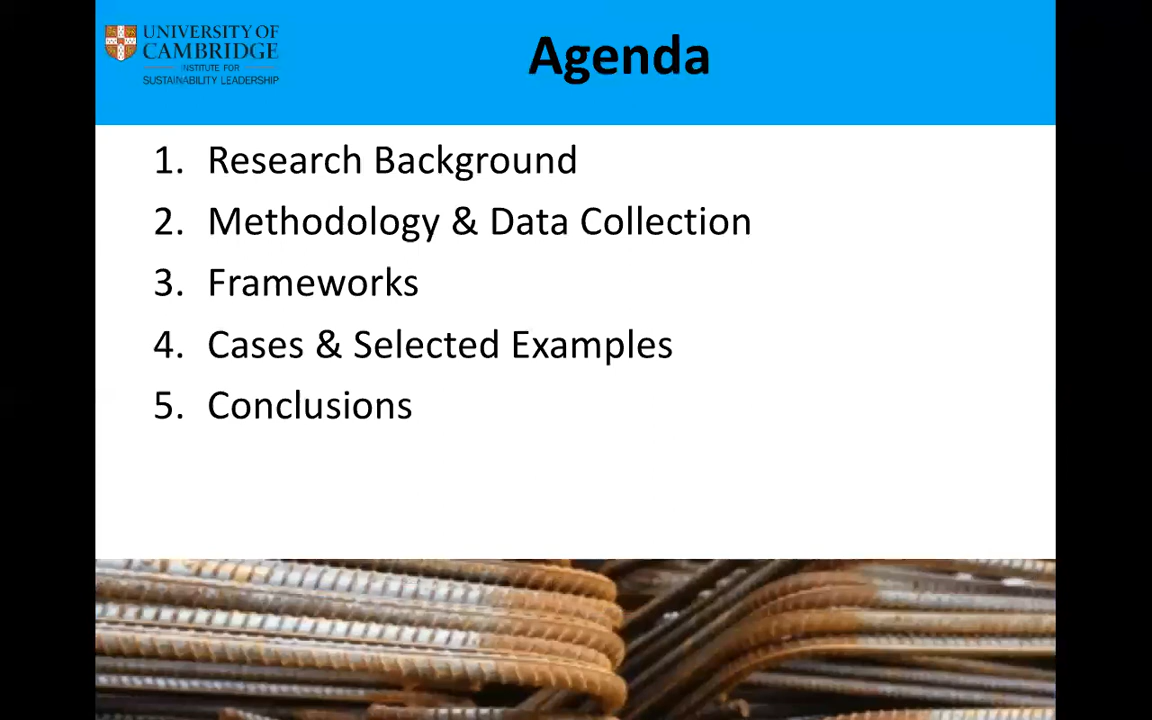 UNIVERSITY OF
CAMBRIDGE
INSTITUTE FOR
SUSTAINABILITY LEADERSHIP
Agenda
1. Research Background
2. Methodology & Data Collection
3. Frameworks
4. Cases & Selected Examples
5. Conclusions